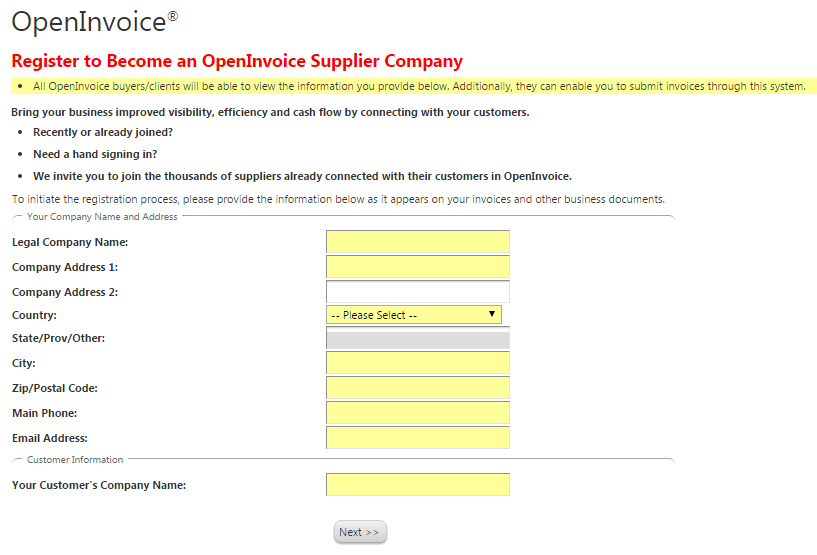 OpenInvoice®
Register to Become an OpenInvoice Supplier Company
• All OpenInvoice buyers/clients will be able to view the information you provide below. Additionally, they can enable you to submit invoices through this system.
Bring your business improved visibility, efficiency and cash flow by connecting with your customers.
• Recently or already joined?
• Need a hand signing in?
• We invite you to join the thousands of suppliers already connected with their customers in OpenInvoice.
To initiate the registration process, please provide the information below as it appears on your invoices and other business documents.
Your Company Name and Address
Legal Company Name:
Company Address 1:
Company Address 2:
Country: -- Please Select --
State/Prov/Other:
City:
Zip/Postal Code:
Main Phone:
Email Address:
Customer Information
Your Customer's Company Name:
Next >>